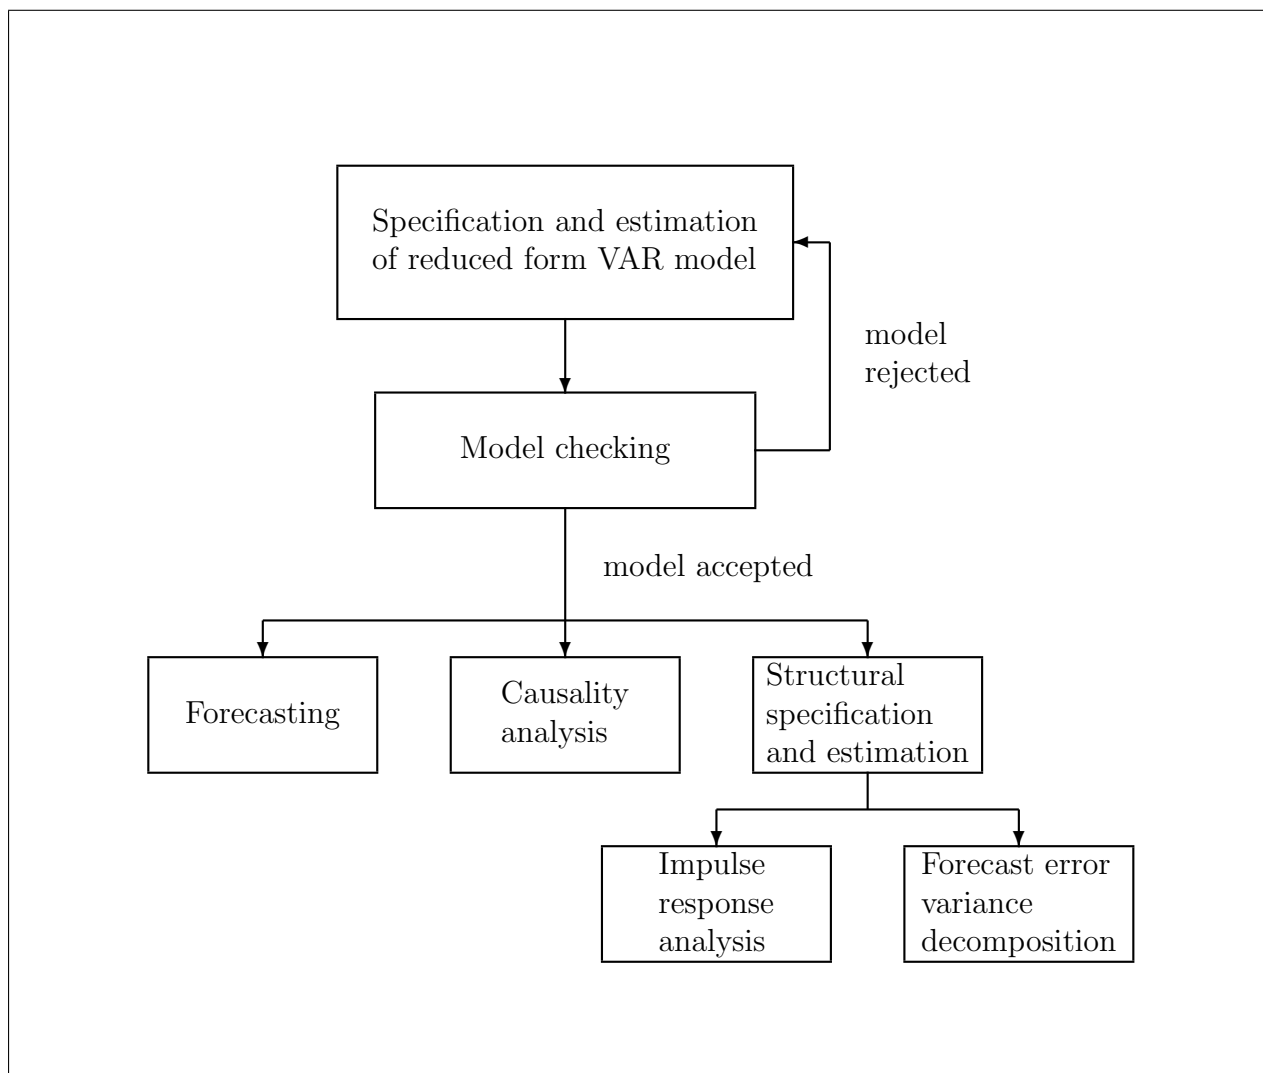 Specification and estimation
of reduced form VAR model
model
rejected
Model checking
model accepted
Forecasting
Causality
analysis
Structural
specification
and estimation
Impulse
response
analysis
Forecast error
variance
decomposition